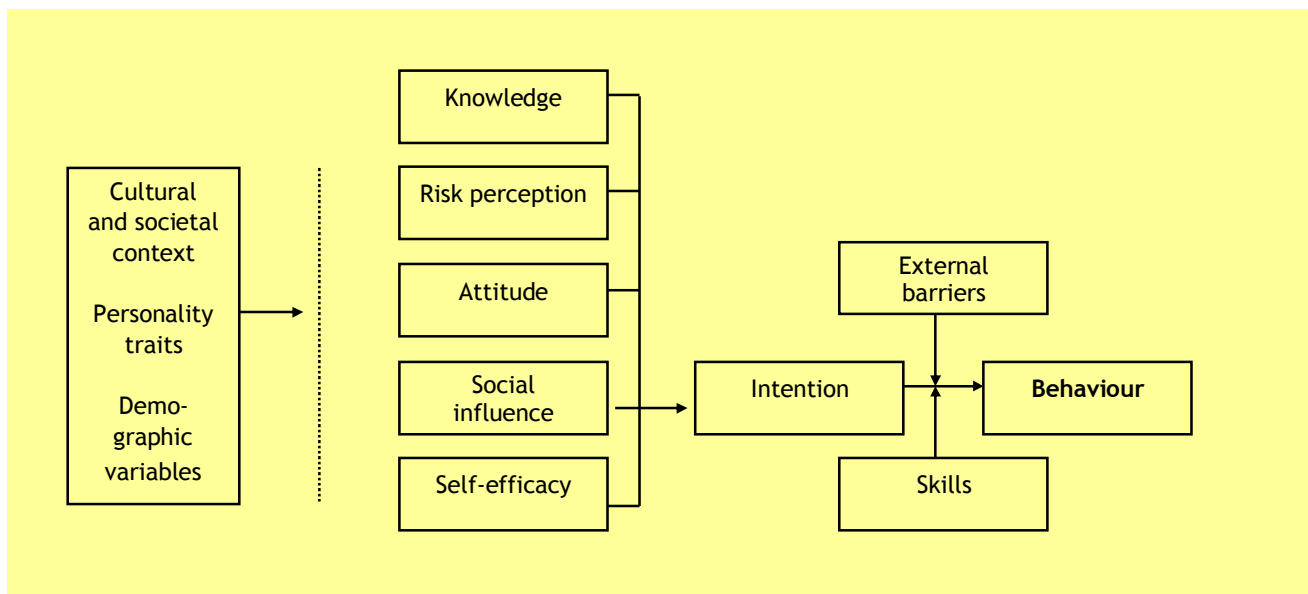 Cultural
and societal
context
Personality
traits
Demo-
graphic
variables
Knowledge
Risk perception
Attitude
Social
influence
Self-efficacy
Intention
External
barriers
Skills
Behaviour